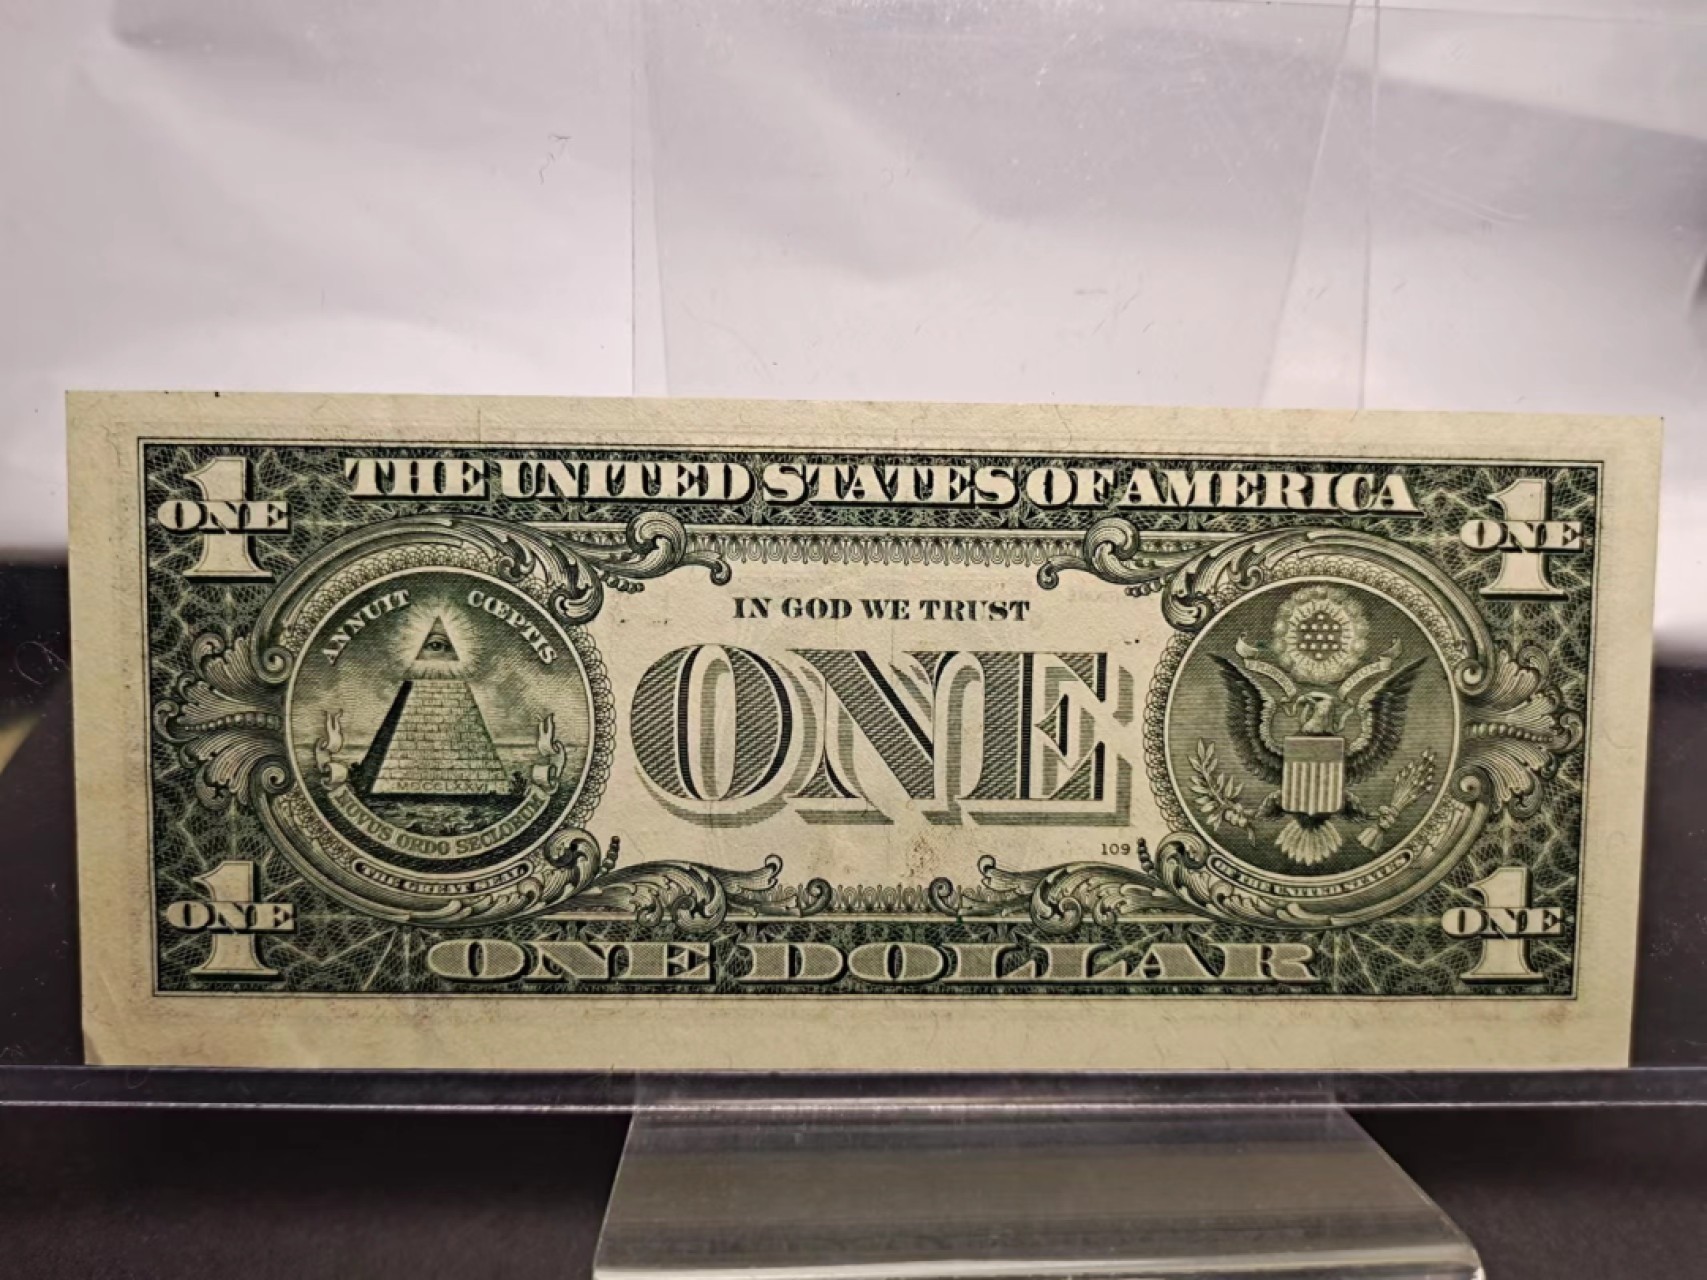 THE UNITED STATES OF AMERICA
1
ONE
1
ONE
ANNUIT CŒPTIS
IN GOD WE TRUST
ONE
MDCCLXXVI
NOVUS ORDO SECLORUM
THE GREAT SEAL
109
OF THE UNITED STATES
1
ONE
1
ONE
ONE DOLLAR